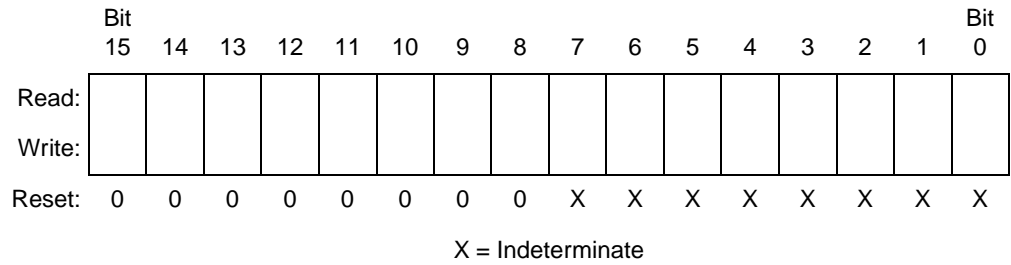 Bit Bit
15 14 13 12 11 10 9 8 7 6 5 4 3 2 1 0
Read:
Write:
Reset: 0 0 0 0 0 0 0 0 X X X X X X X X
X = Indeterminate